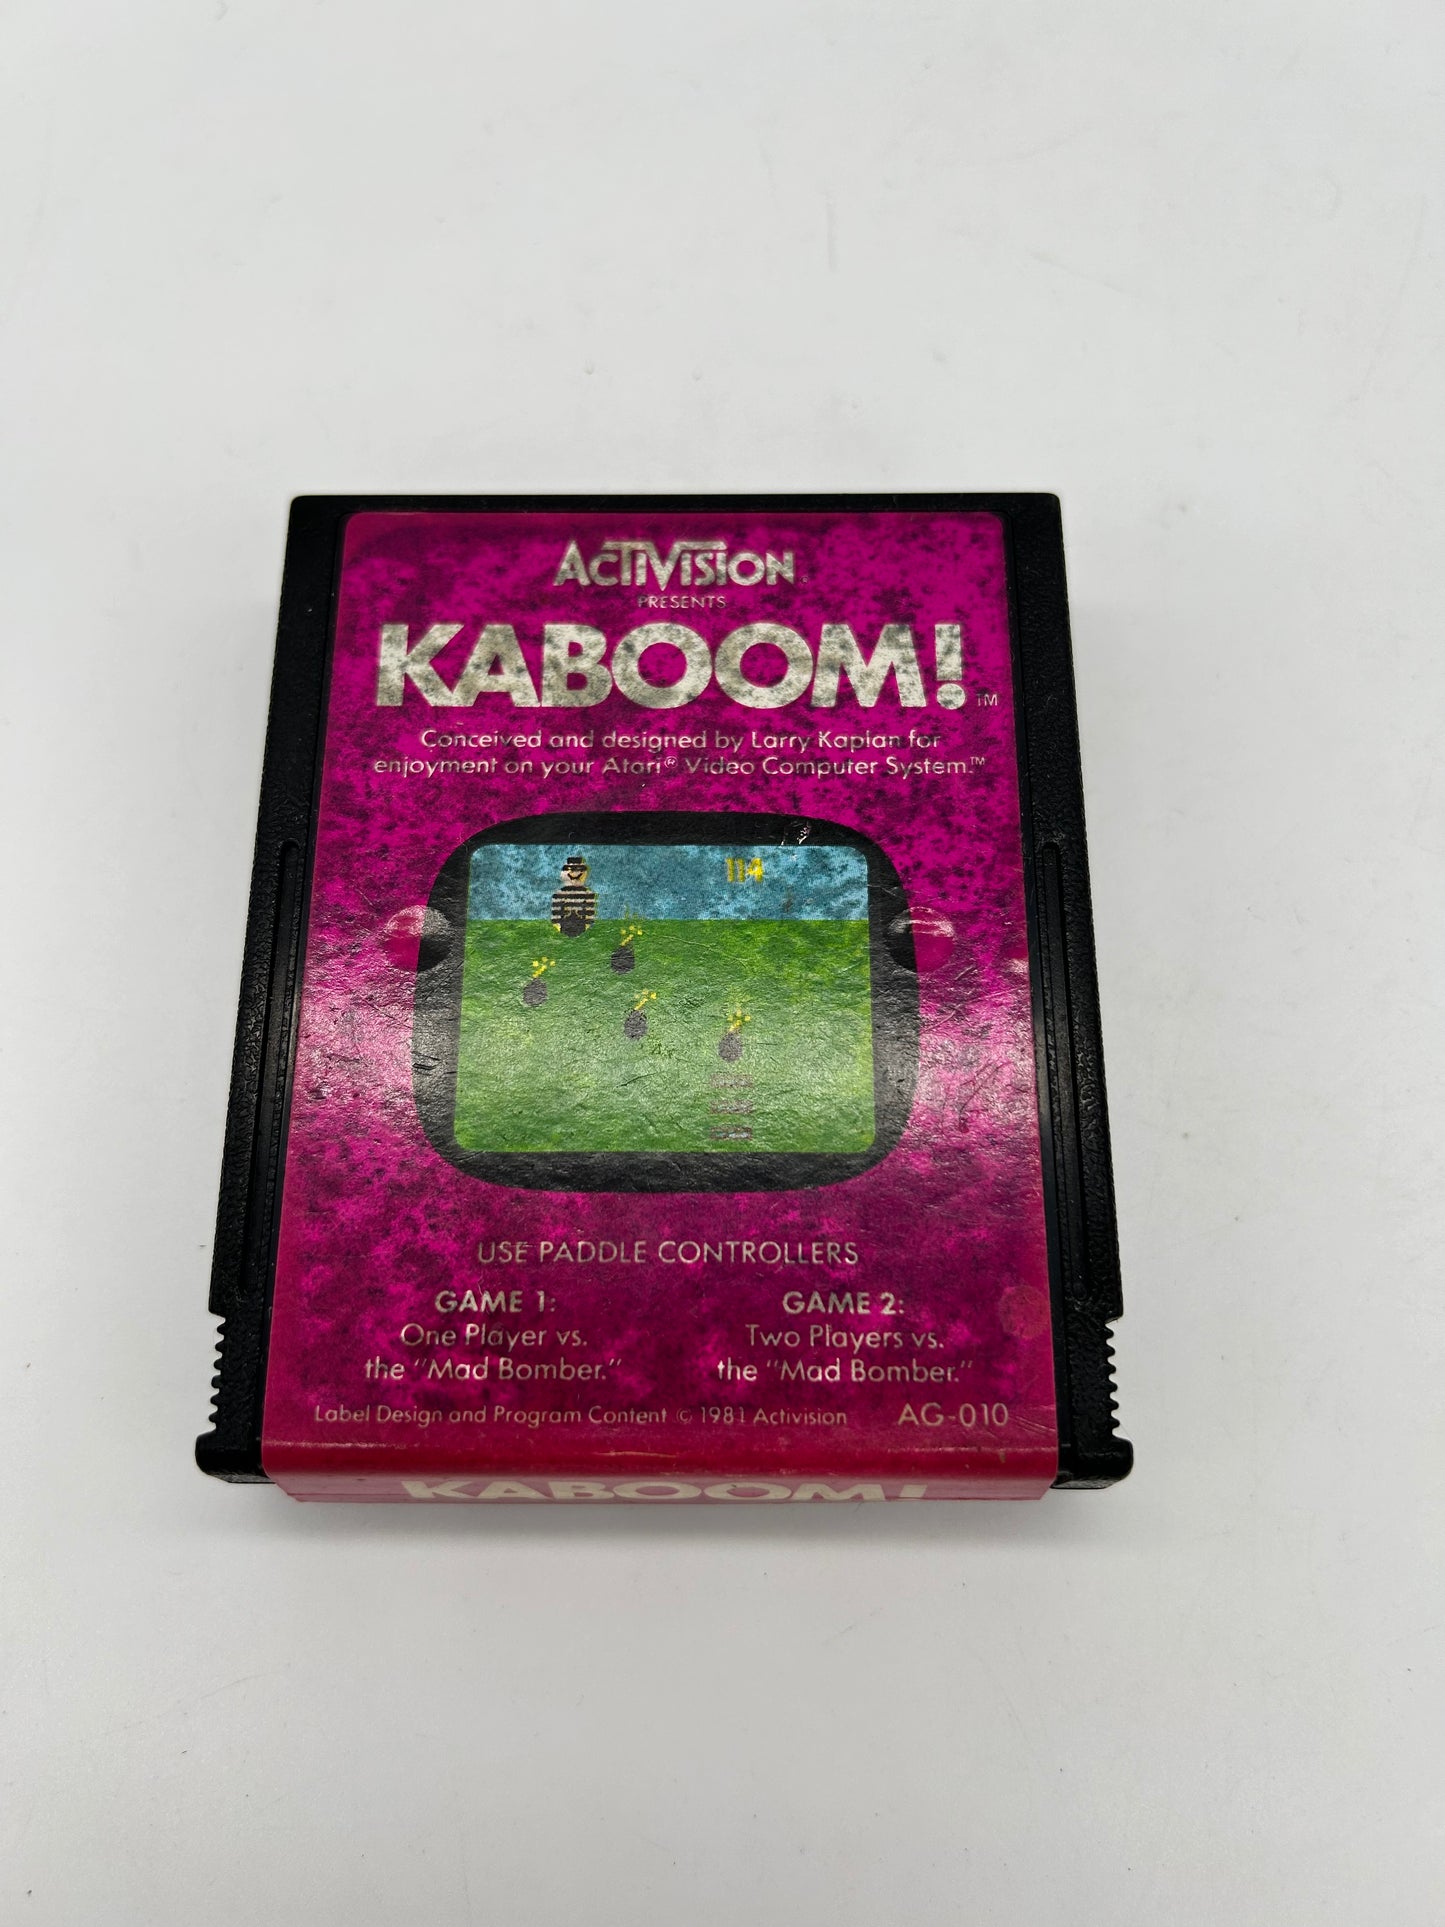 ACTIVISION®
PRESENTS
KABOOM!™
Conceived and designed by Larry Kaplan for
enjoyment on your Atari® Video Computer System.™
114
USE PADDLE CONTROLLERS
GAME 1:
One Player vs.
the "Mad Bomber."
GAME 2:
Two Players vs.
the "Mad Bomber."
Label Design and Program Content © 1981 Activision AG-010
KABOOM!